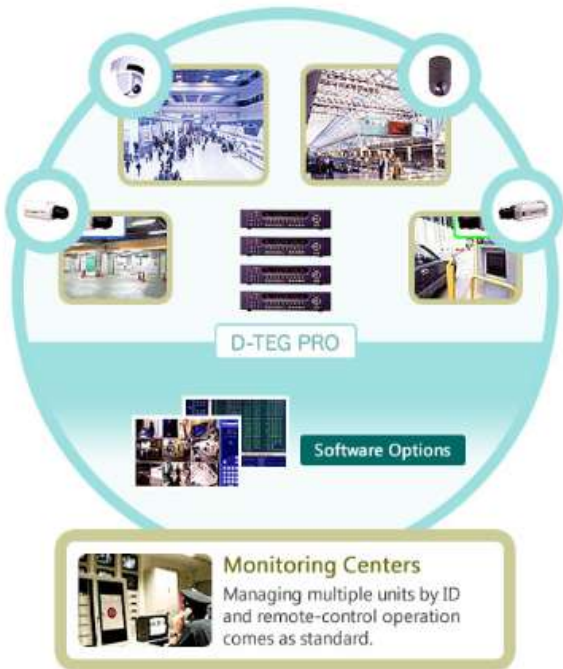 D-TEG PRO
Software Options
Monitoring Centers
Managing multiple units by ID
and remote-control operation
comes as standard.